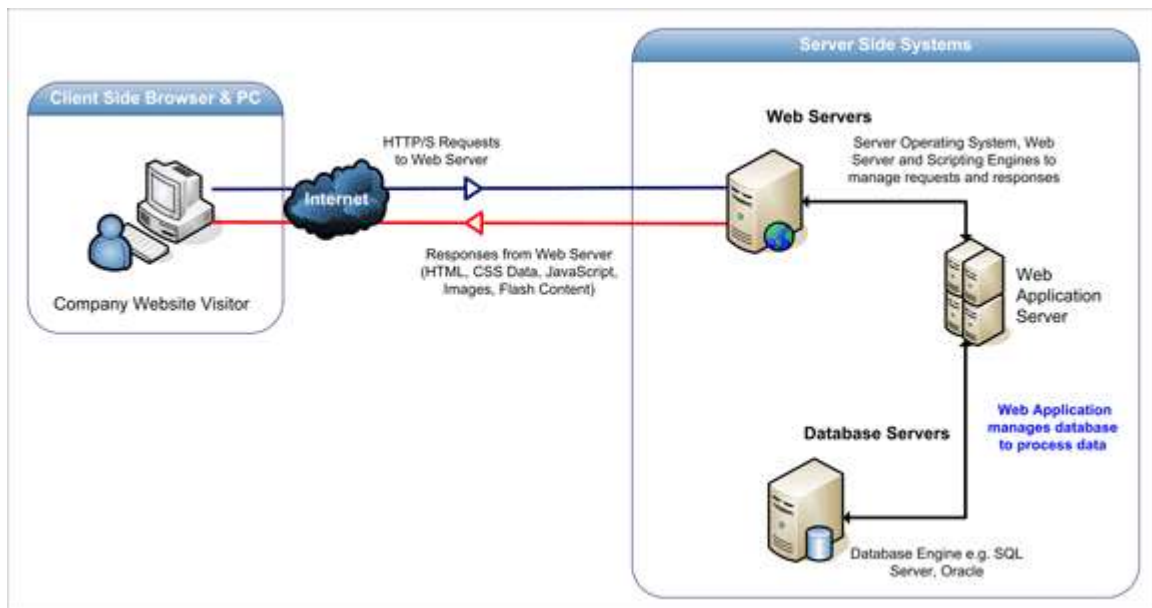 Server Side Systems
Client Side Browser & PC
Web Servers
HTTP/S Requests
to Web Server
Server Operating System, Web
Server and Scripting Engines to
manage requests and responses
Internet
Responses from Web Server
(HTML, CSS Data, JavaScript,
Images, Flash Content)
Company Website Visitor
Web
Application
Server
Web Application
manages database
to process data
Database Servers
Database Engine e.g. SQL
Server, Oracle